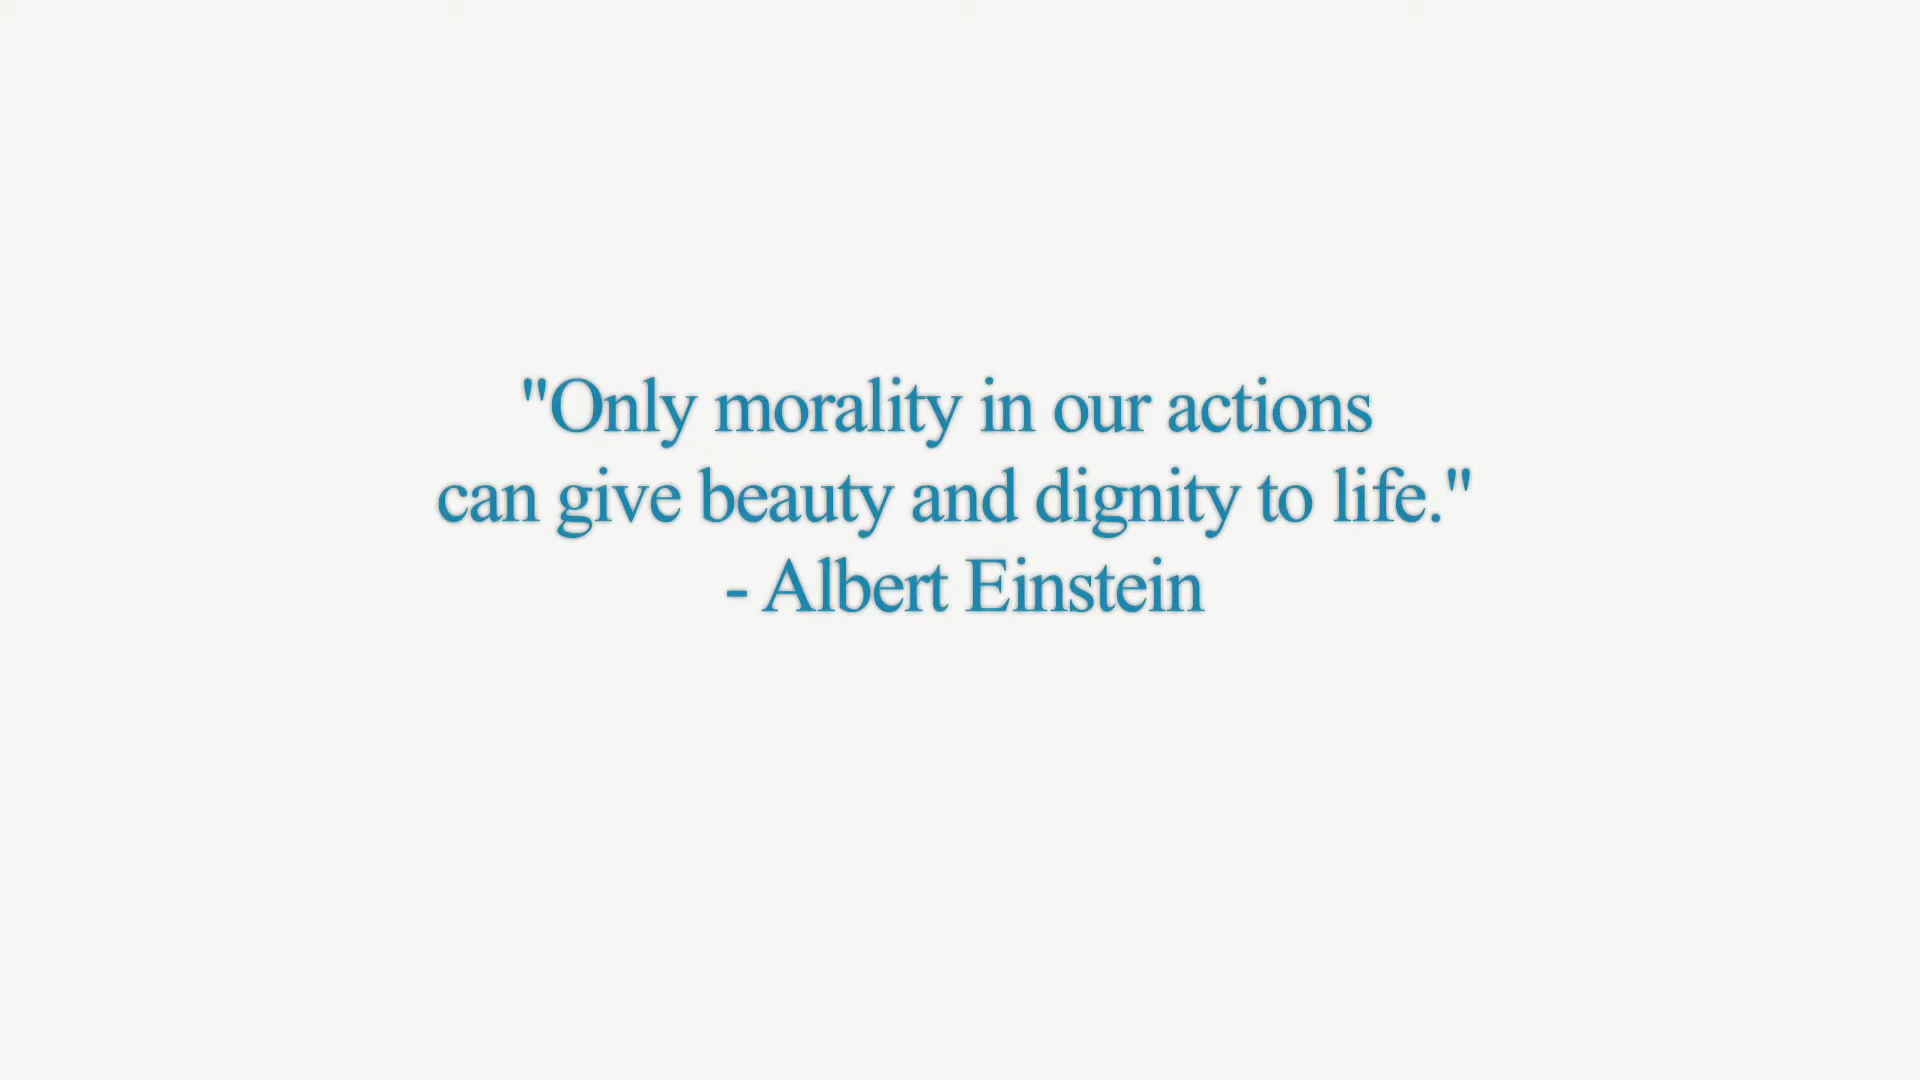 "Only morality in our actions
can give beauty and dignity to life."
- Albert Einstein